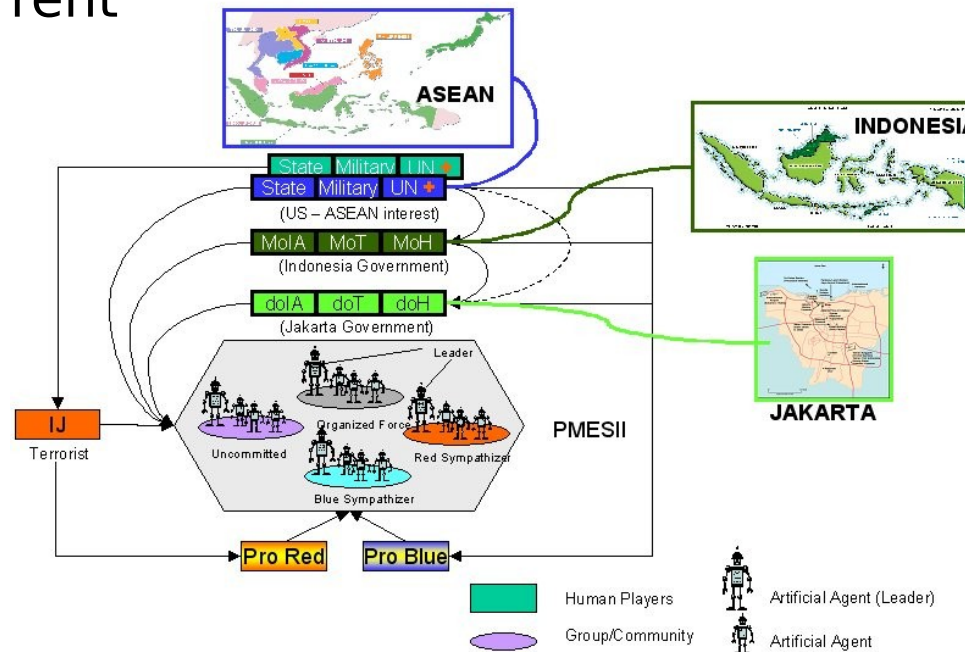 rent
ASEAN
INDONESIA
State Military UN
State Military UN
(US – ASEAN interest)
MoIA MoT MoH
(Indonesia Government)
doIA doT doH
(Jakarta Government)
JAKARTA
Leader
IJ
Terrorist
Organized Force
Uncommitted
Red Sympathizer
Blue Sympathizer
PMESII
Pro Red
Pro Blue
Human Players
Artificial Agent (Leader)
Group/Community
Artificial Agent